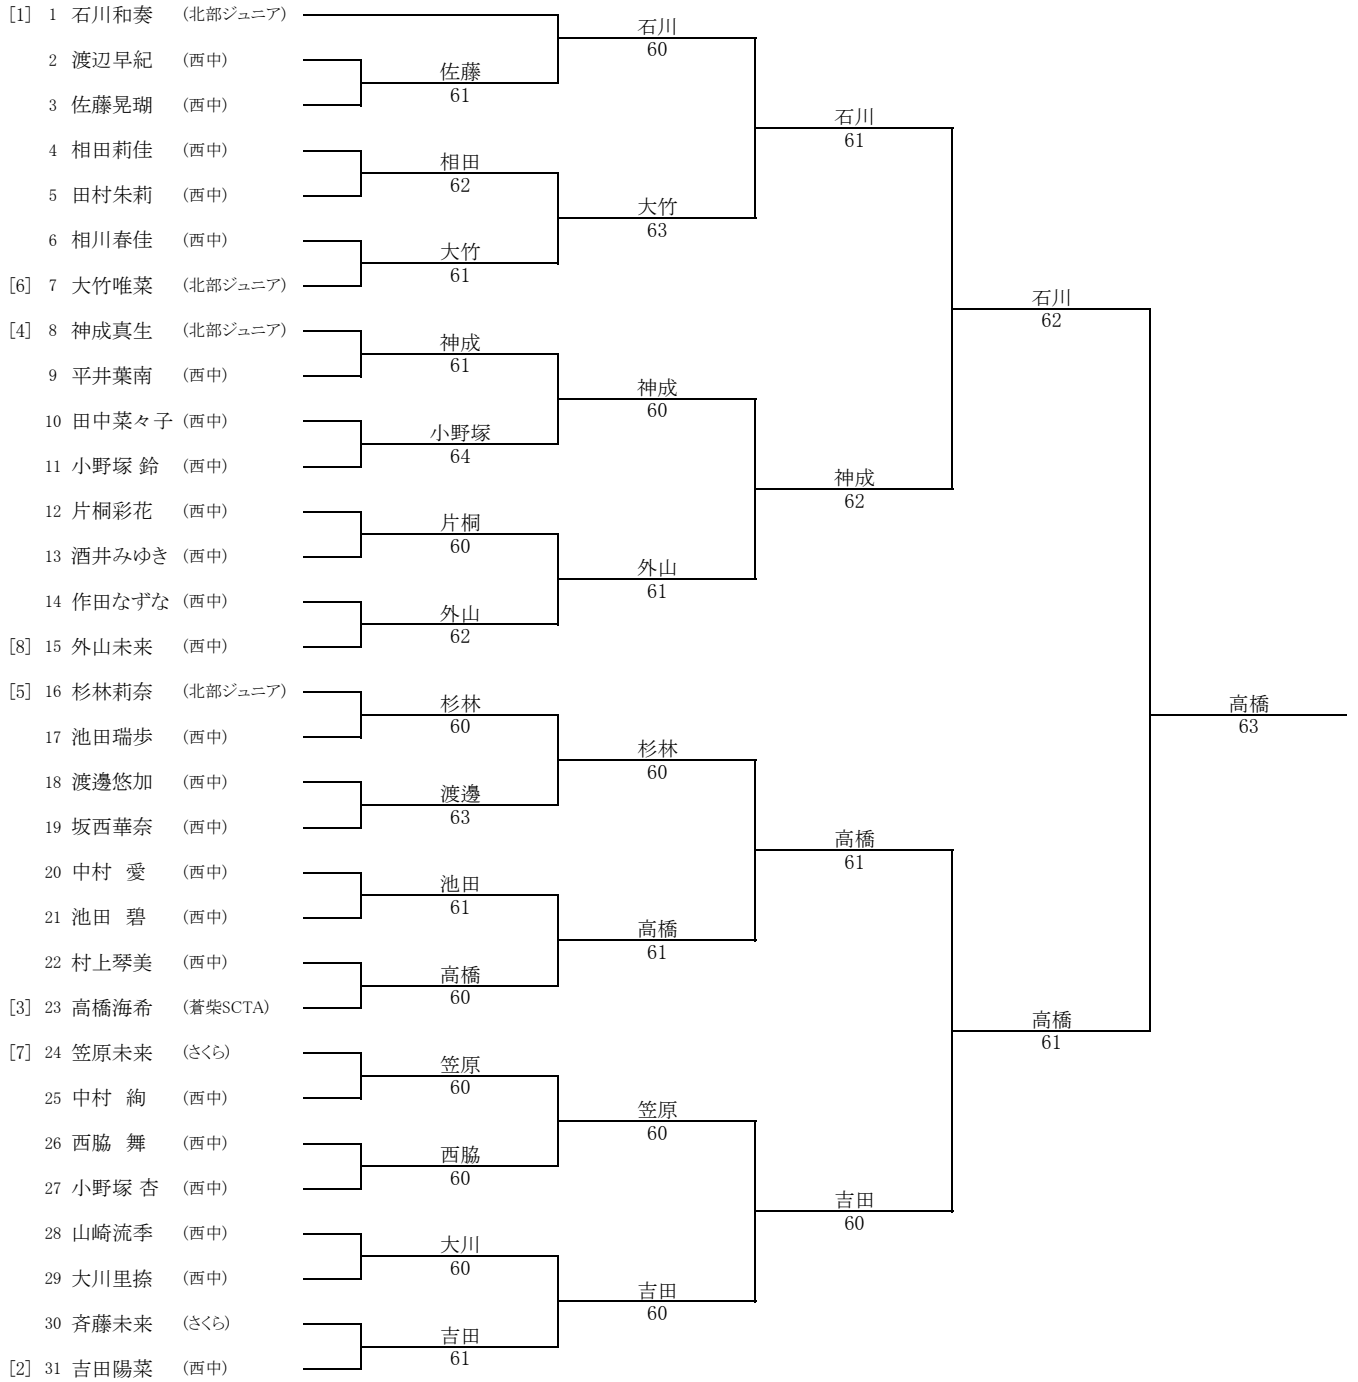 [1] 1 石川和奏 (北部ジュニア)
石川
60
2 渡辺早紀 (西中)
佐藤
61
3 佐藤晃瑚 (西中)
石川
61
4 相田莉佳 (西中)
相田
62
5 田村朱莉 (西中)
大竹
63
6 相川春佳 (西中)
大竹
61
[6] 7 大竹唯菜 (北部ジュニア)
石川
62
[4] 8 神成真生 (北部ジュニア)
神成
61
9 平井葉南 (西中)
神成
60
10 田中菜々子 (西中)
小野塚
64
11 小野塚 鈴 (西中)
神成
62
12 片桐彩花 (西中)
片桐
60
13 酒井みゆき (西中)
外山
61
14 作田なずな (西中)
外山
62
[8] 15 外山未来 (西中)
[5] 16 杉林莉奈 (北部ジュニア)
杉林
60
高橋
63
17 池田瑞歩 (西中)
杉林
60
18 渡邊悠加 (西中)
渡邊
63
19 坂西華奈 (西中)
高橋
61
20 中村 愛 (西中)
池田
61
21 池田 碧 (西中)
高橋
61
22 村上琴美 (西中)
高橋
60
[3] 23 高橋海希 (蒼柴SCTA)
高橋
61
[7] 24 笠原未来 (さくら)
笠原
60
25 中村 絢 (西中)
笠原
60
26 西脇 舞 (西中)
西脇
60
27 小野塚 杏 (西中)
吉田
60
28 山崎流季 (西中)
大川
60
29 大川里捺 (西中)
吉田
60
30 斉藤未来 (さくら)
吉田
61
[2] 31 吉田陽菜 (西中)